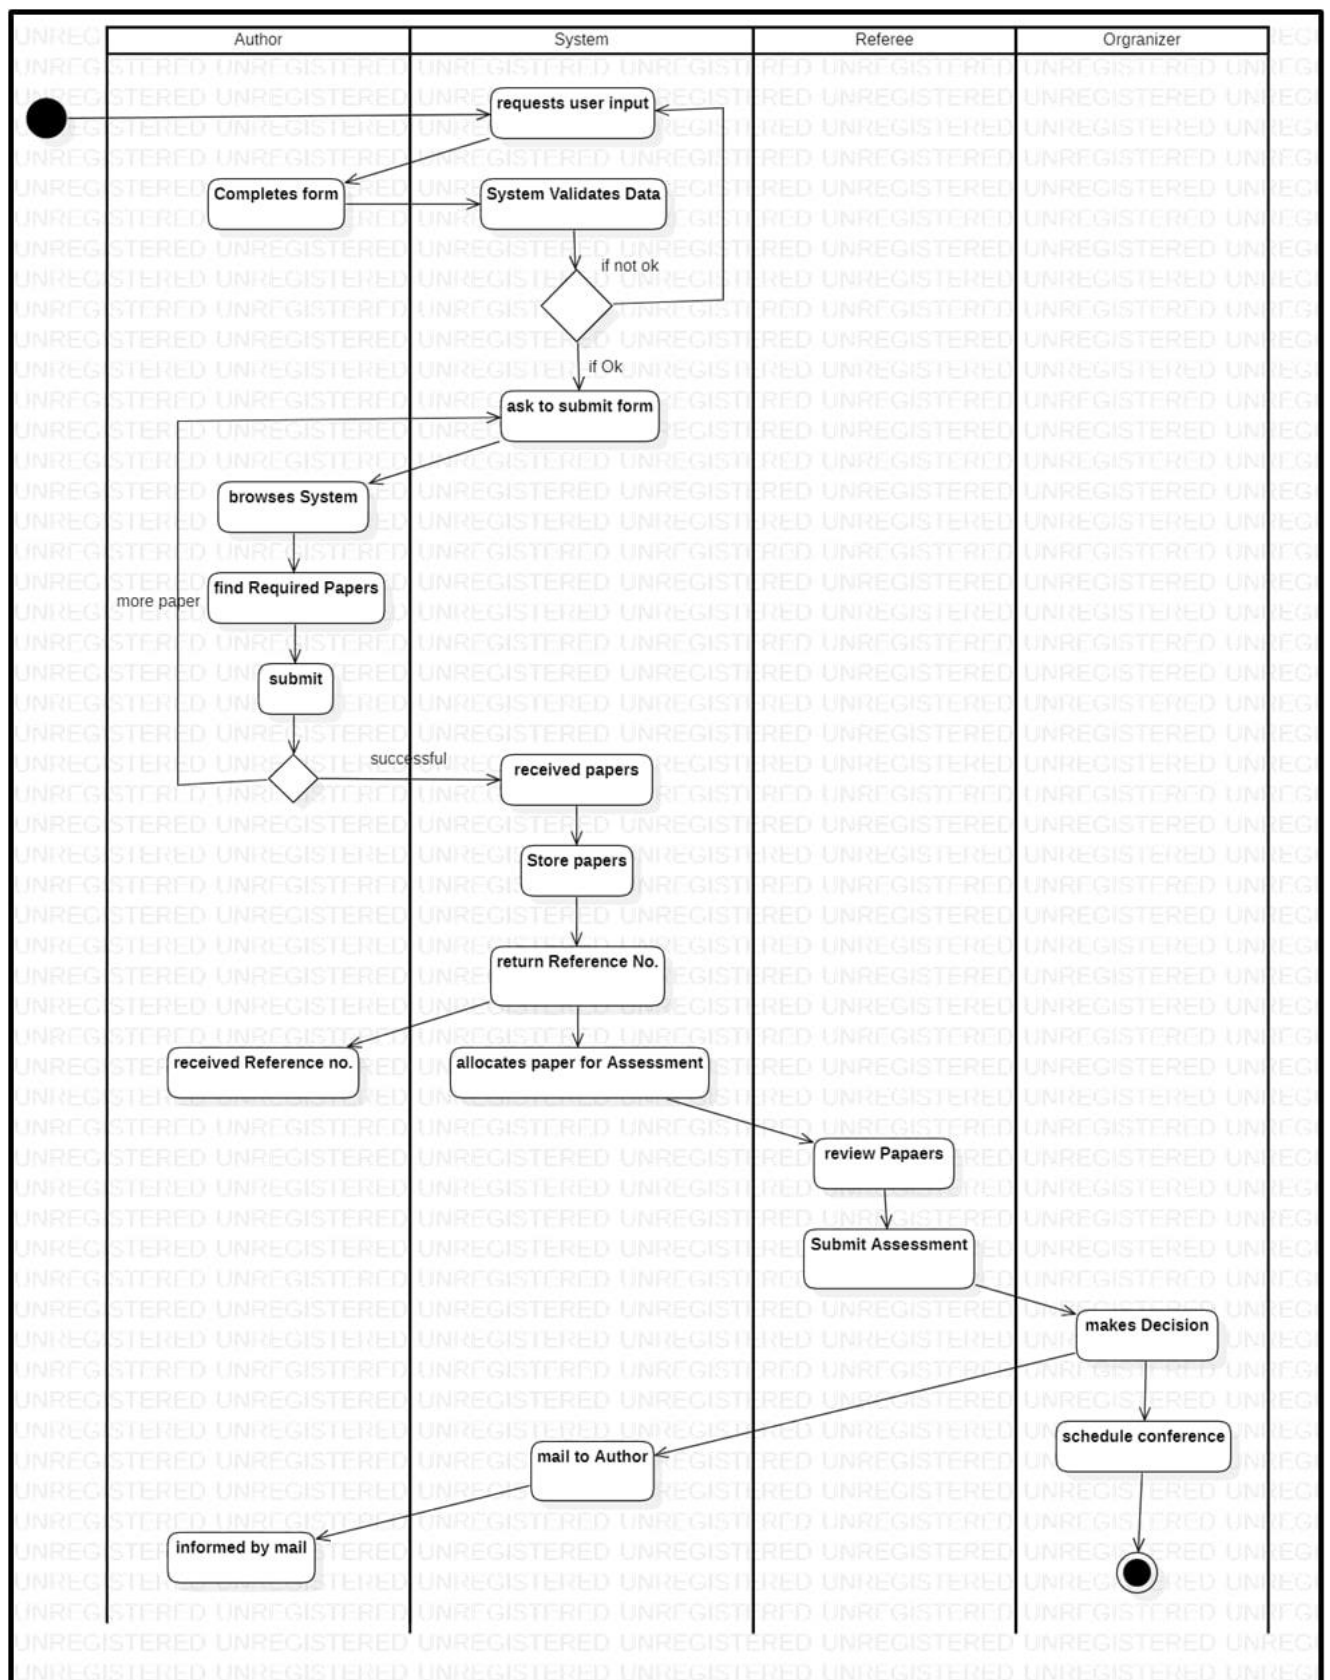 Author
System
Referee
Orgranizer
requests user input
Completes form
System Validates Data
if not ok
if Ok
ask to submit form
browses System
find Required Papers
more paper
submit
successful
received papers
Store papers
return Reference No.
received Reference no.
allocates paper for Assessment
review Papaers
Submit Assessment
makes Decision
schedule conference
mail to Author
informed by mail
UNREGISTERED